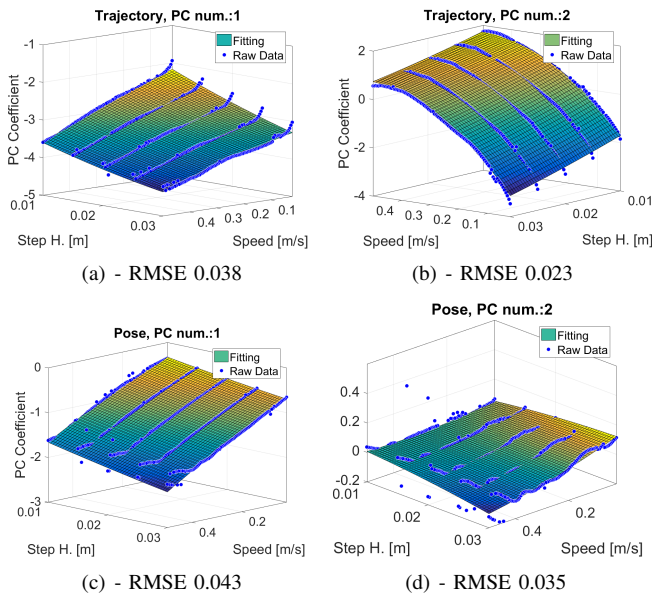 Trajectory, PC num.:1
Fitting
Raw Data
-1
-2
-3
-4
-5
PC Coefficient
0.01
0.02
0.03
Step H. [m]
0.4
0.3
0.2
0.1
Speed [m/s]
(a) - RMSE 0.038
Trajectory, PC num.:2
Fitting
Raw Data
2
0
-2
-4
PC Coefficient
0.4
0.3
0.2
0.1
Speed [m/s]
0.03
0.02
0.01
Step H. [m]
(b) - RMSE 0.023
Pose, PC num.:1
Fitting
Raw Data
0
-1
-2
-3
PC Coefficient
0.01
0.02
0.03
Step H. [m]
0.4
0.2
Speed [m/s]
(c) - RMSE 0.043
Pose, PC num.:2
Fitting
Raw Data
0.4
0.2
0
-0.2
0.01
0.02
0.03
Step H. [m]
0.4
0.2
Speed [m/s]
(d) - RMSE 0.035